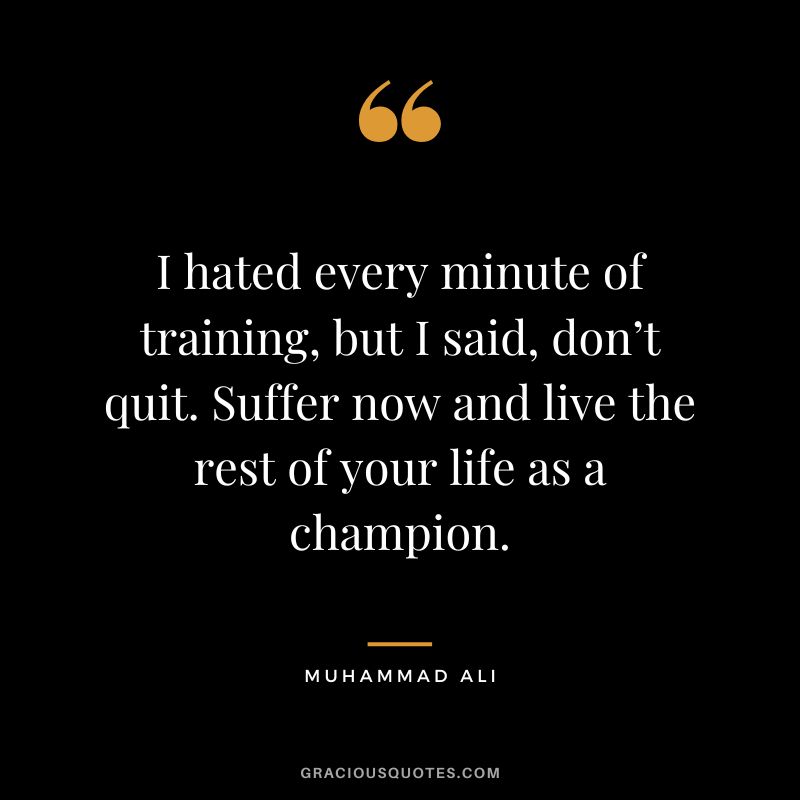 “
I hated every minute of
training, but I said, don’t
quit. Suffer now and live the
rest of your life as a
champion.
MUHAMMAD ALI
GRACIOUSQUOTES.COM